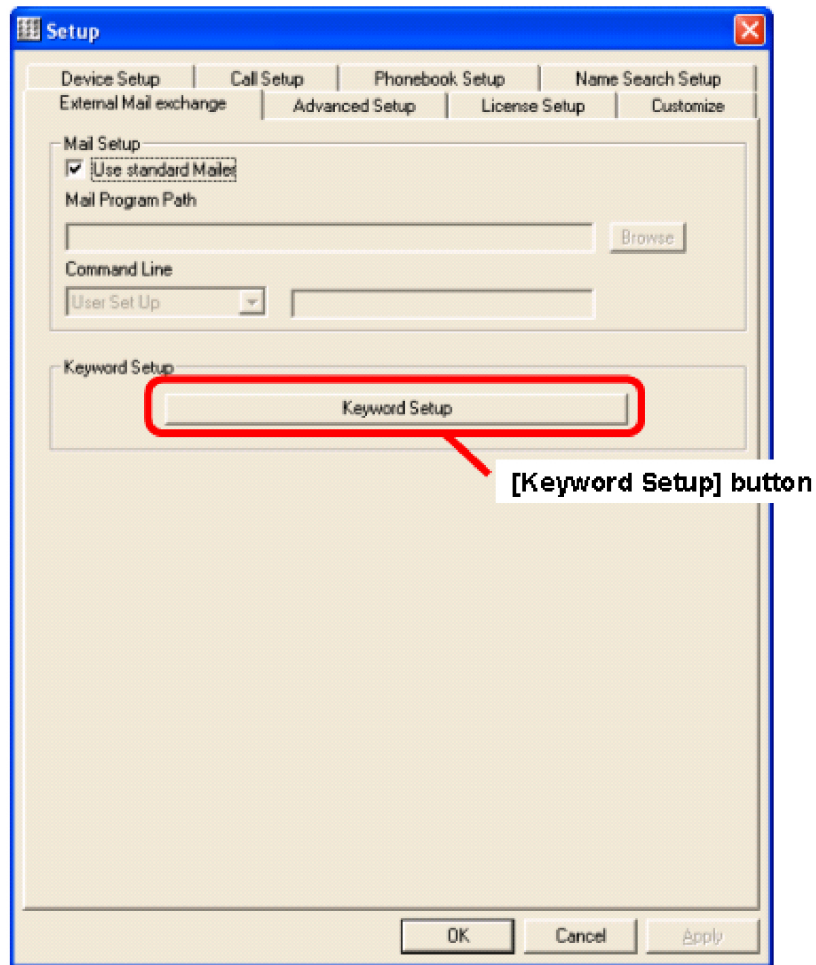 Setup
Device Setup Call Setup Phonebook Setup Name Search Setup
External Mail exchange Advanced Setup License Setup Customize
Mail Setup
Use standard Mailer
Mail Program Path
Browse
Command Line
User Set Up
Keyword Setup
Keyword Setup
[Keyword Setup] button
OK Cancel Apply